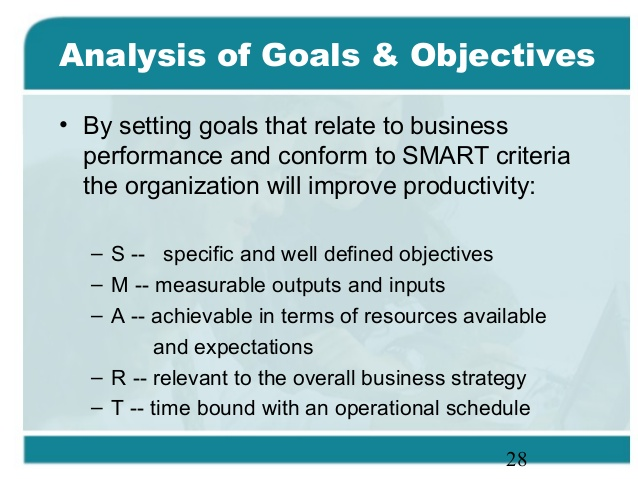 Analysis of Goals & Objectives
• By setting goals that relate to business
performance and conform to SMART criteria
the organization will improve productivity:
– S -- specific and well defined objectives
– M -- measurable outputs and inputs
– A -- achievable in terms of resources available
and expectations
– R -- relevant to the overall business strategy
– T -- time bound with an operational schedule
28